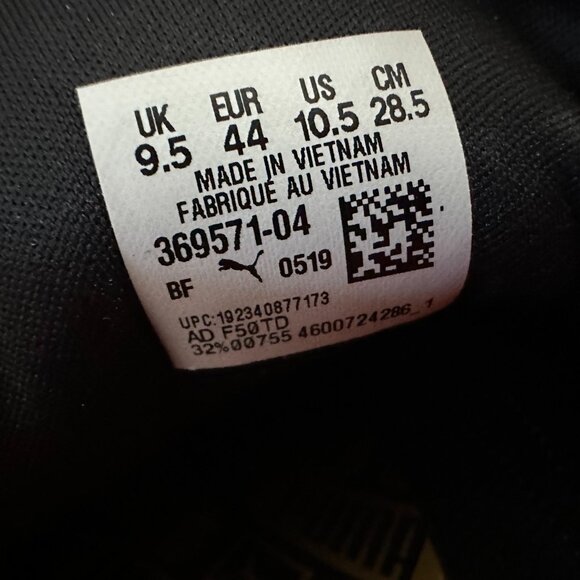 UK EUR US CM
9.5 44 10.5 28.5
MADE IN VIETNAM
FABRIQUÉ AU VIETNAM
369571-04
BF 0519
UPC:192340877173
AD F50TD
32%00755 4600724286_1